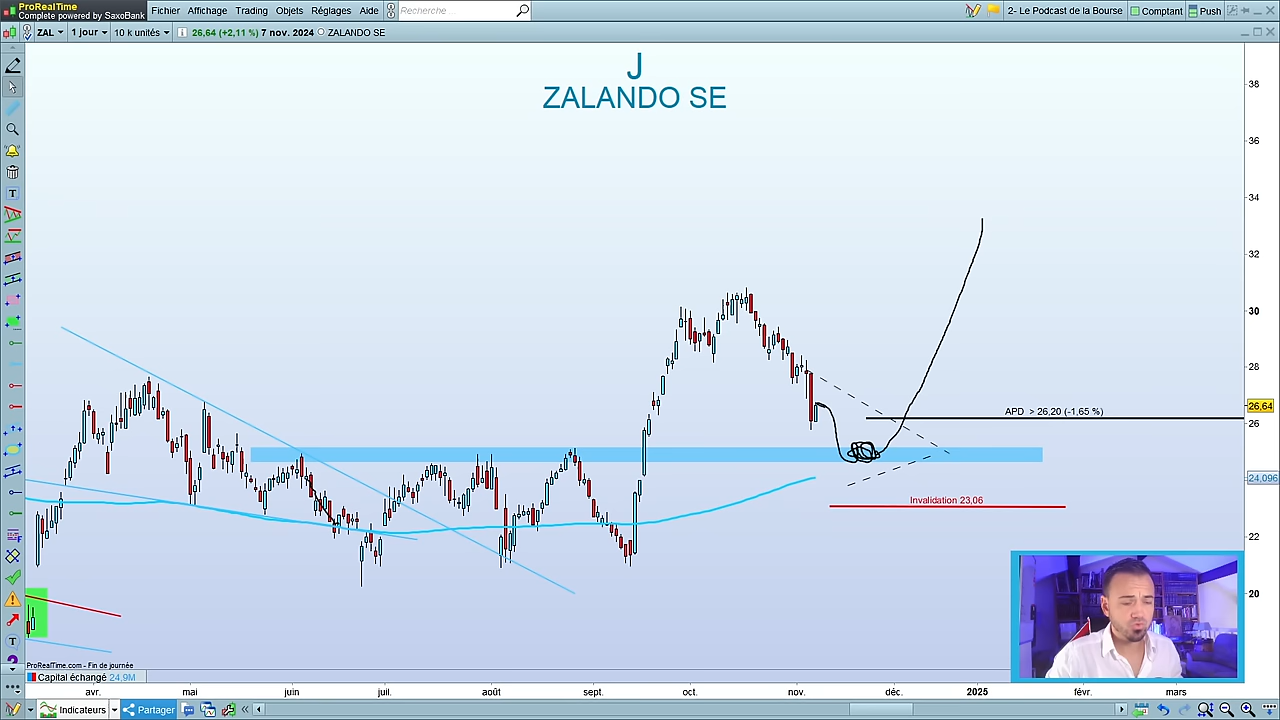 ProRealTime
Complete powered by SaxoBank
Fichier Affichage Trading Objets Réglages Aide
Recherche...
2- Le Podcast de la Bourse
Comptant
Push
ZAL
1 jour
10 k unités
26,64 (+2,11 %) 7 nov. 2024
ZALANDO SE
J
ZALANDO SE
38
36
34
32
30
28
26,64
26
24,096
22
20
APD > 26,20 (-1,65 %)
Invalidation 23,06
ProRealTime.com - Fin de journée
Capital échangé 24,9M
avr. mai juin juil. août sept. oct. nov. déc. 2025 févr. mars
Indicateurs
Partager